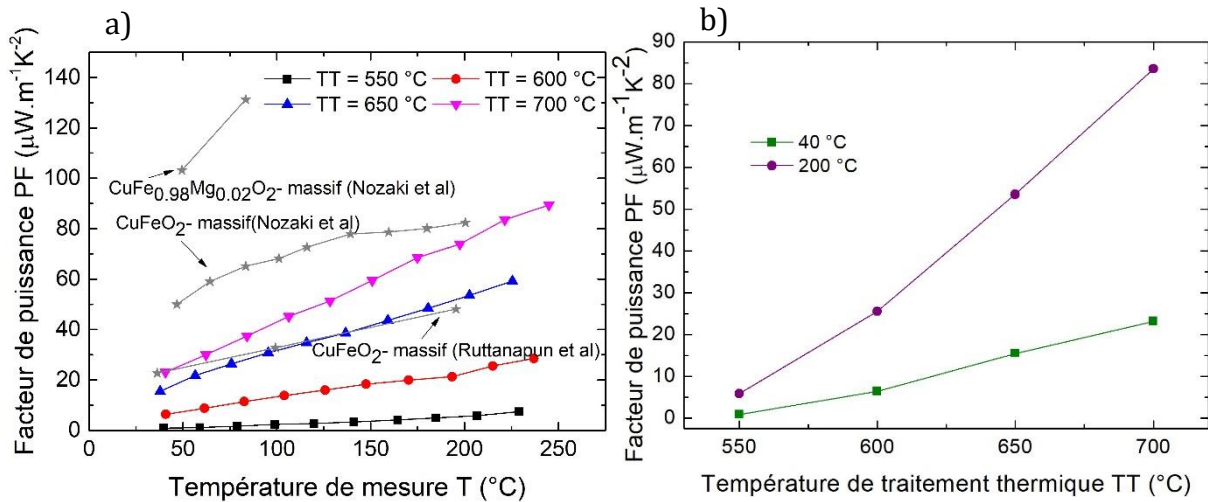 a)
Facteur de puissance PF (μW.m⁻¹K⁻²)
140
120
100
80
60
40
20
0
TT = 550 °C
TT = 600 °C
TT = 650 °C
TT = 700 °C
CuFe₀.₉₈Mg₀.₀₂O₂- massif (Nozaki et al)
CuFeO₂- massif(Nozaki et al)
CuFeO₂- massif (Ruttanapun et al)
0 50 100 150 200 250
Température de mesure T (°C)
b)
Facteur de puissance PF (μW.m⁻¹K⁻²)
90
80
70
60
50
40
30
20
10
0
40 °C
200 °C
550 600 650 700
Température de traitement thermique TT (°C)